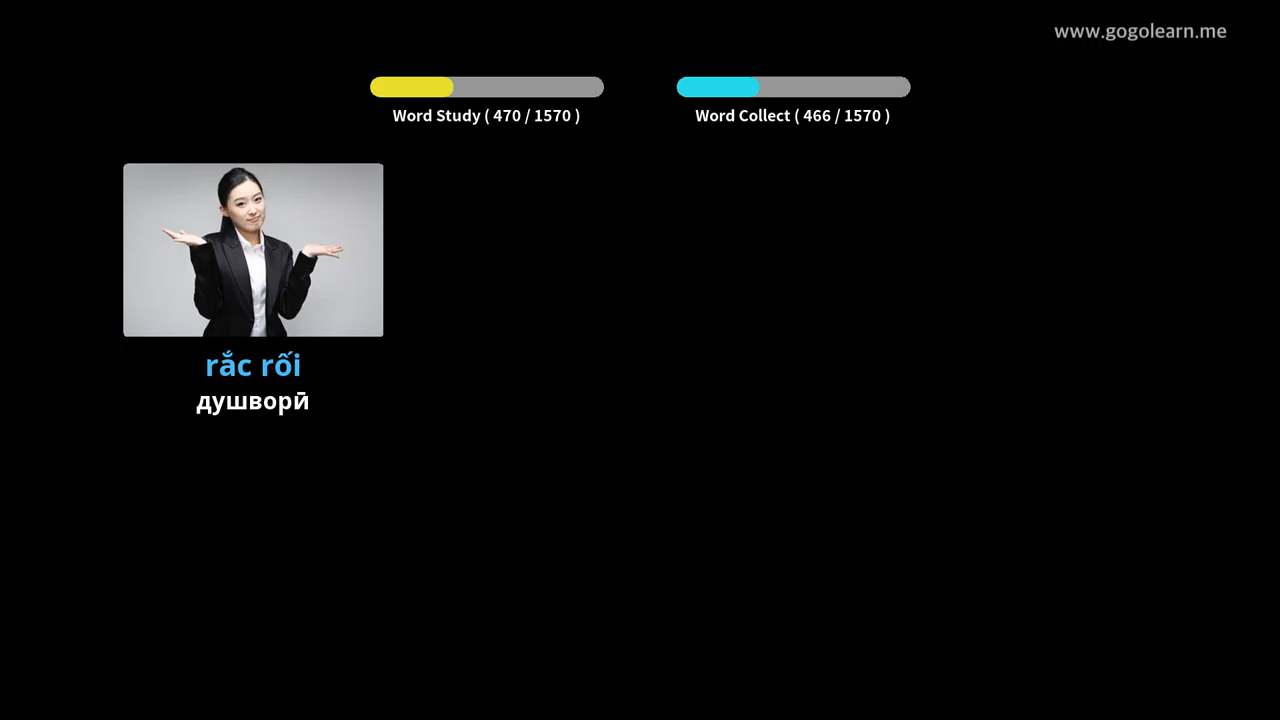 www.gogolearn.me
Word Study ( 470 / 1570 )
Word Collect ( 466 / 1570 )
rắc rối
душворӣ